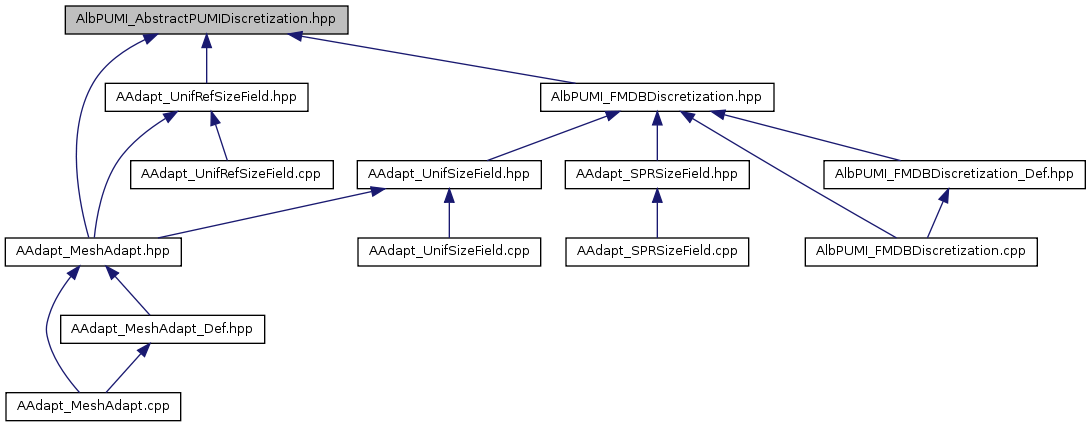 AlbPUMI_AbstractPUMIDiscretization.hpp
AAdapt_UnifRefSizeField.hpp
AlbPUMI_FMDBDiscretization.hpp
AAdapt_UnifRefSizeField.cpp
AAdapt_UnifSizeField.hpp
AAdapt_SPRSizeField.hpp
AlbPUMI_FMDBDiscretization_Def.hpp
AAdapt_MeshAdapt.hpp
AAdapt_UnifSizeField.cpp
AAdapt_SPRSizeField.cpp
AlbPUMI_FMDBDiscretization.cpp
AAdapt_MeshAdapt_Def.hpp
AAdapt_MeshAdapt.cpp